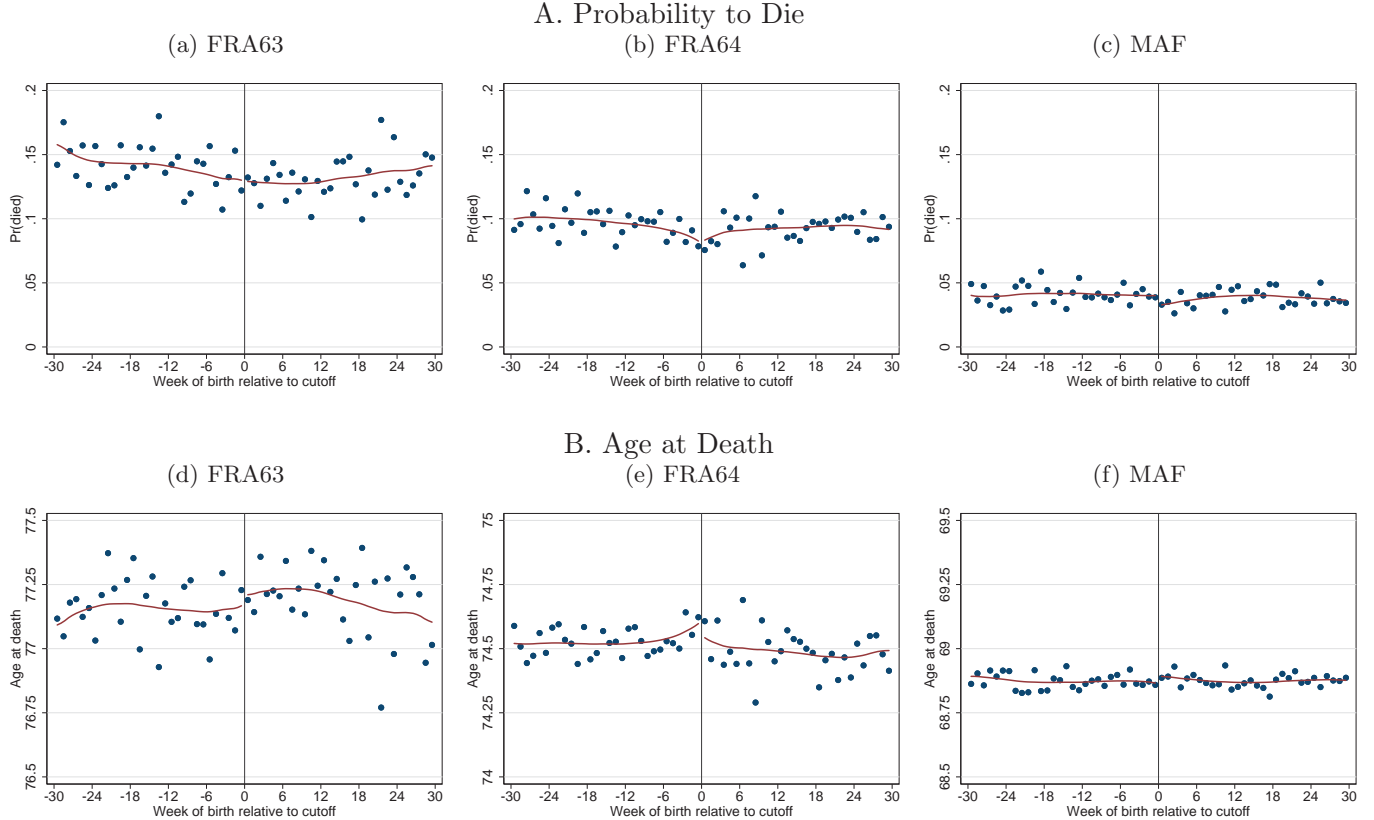 A. Probability to Die
(a) FRA63
(b) FRA64
(c) MAF
Pr(died)
0 .05 .1 .15 .2
-30 -24 -18 -12 -6 0 6 12 18 24 30
Week of birth relative to cutoff
Pr(died)
0 .05 .1 .15 .2
-30 -24 -18 -12 -6 0 6 12 18 24 30
Week of birth relative to cutoff
Pr(died)
0 .05 .1 .15 .2
-30 -24 -18 -12 -6 0 6 12 18 24 30
Week of birth relative to cutoff
B. Age at Death
(d) FRA63
(e) FRA64
(f) MAF
Age at death
76.5 76.75 77 77.25 77.5
-30 -24 -18 -12 -6 0 6 12 18 24 30
Week of birth relative to cutoff
Age at death
74 74.25 74.5 74.75 75
-30 -24 -18 -12 -6 0 6 12 18 24 30
Week of birth relative to cutoff
Age at death
68.5 68.75 69 69.25 69.5
-30 -24 -18 -12 -6 0 6 12 18 24 30
Week of birth relative to cutoff